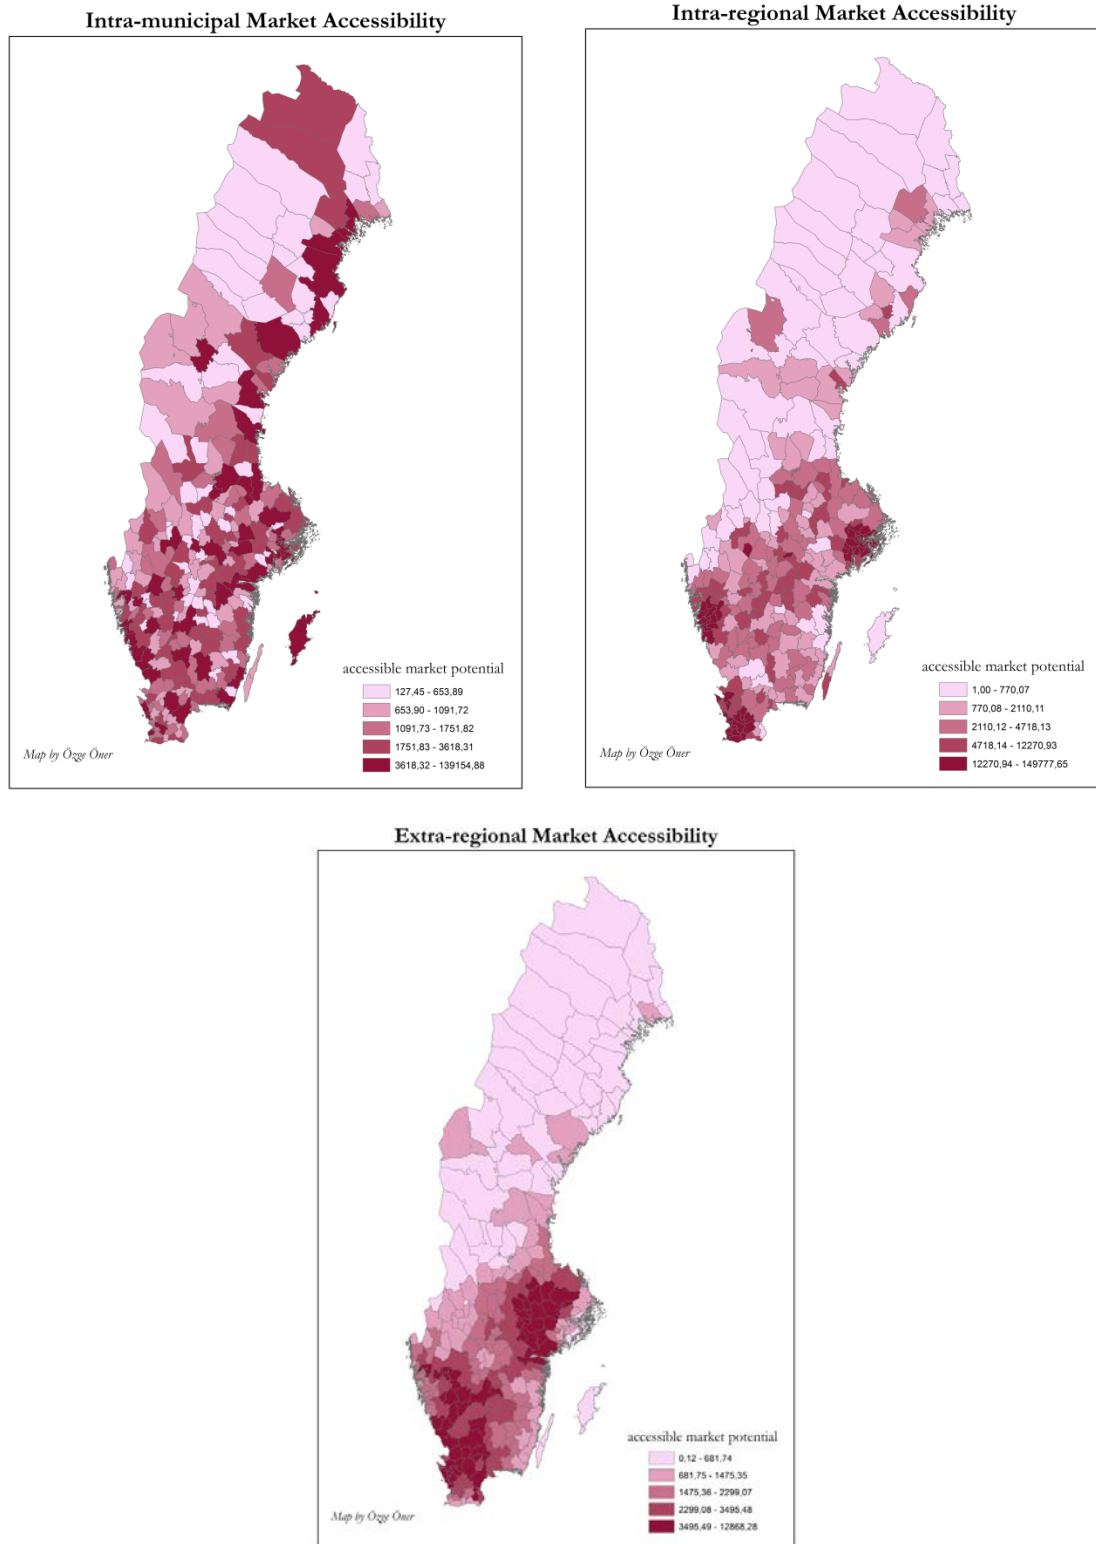 Intra-municipal Market Accessibility
accessible market potential
127,45 - 653,89
653,90 - 1091,72
1091,73 - 1751,82
1751,83 - 3618,31
3618,32 - 139154,88
Map by Özge Öner
Intra-regional Market Accessibility
accessible market potential
1,00 - 770,07
770,08 - 2110,11
2110,12 - 4718,13
4718,14 - 12270,93
12270,94 - 149777,65
Map by Özge Öner
Extra-regional Market Accessibility
accessible market potential
0,12 - 681,74
681,75 - 1475,35
1475,36 - 2299,07
2299,08 - 3495,48
3495,49 - 12868,28
Map by Özge Öner